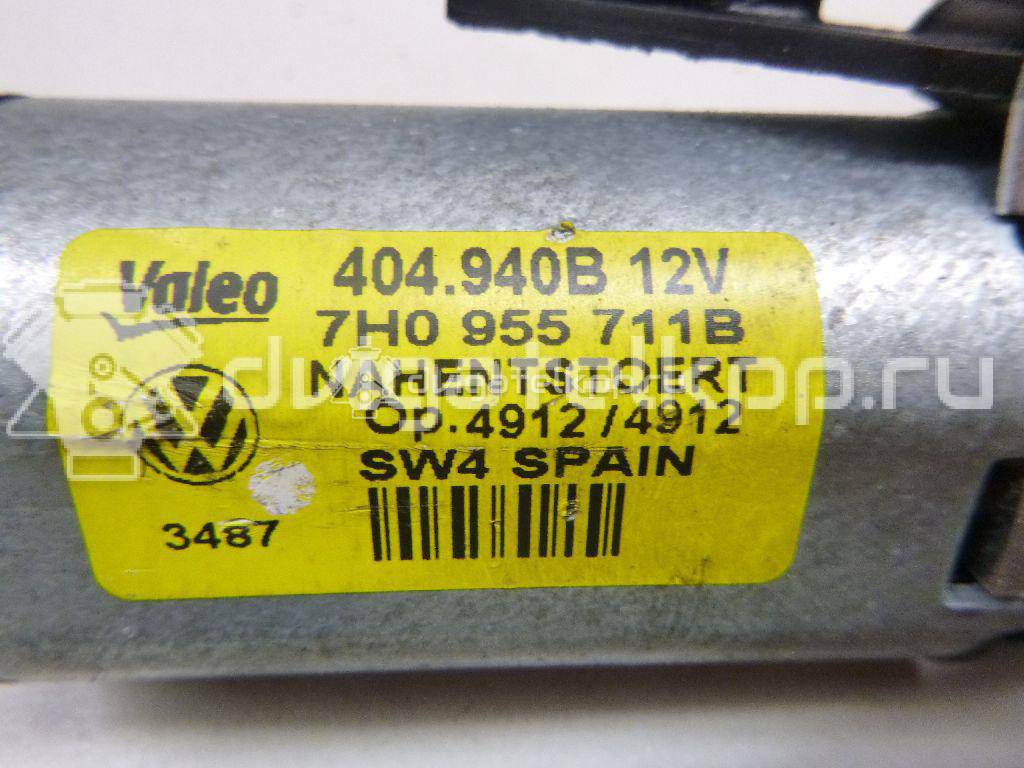 Valeo
404.940B 12V
7H0 955 711B
NAHENTSTOERT
Op.4912/4912
SW4 SPAIN
3487